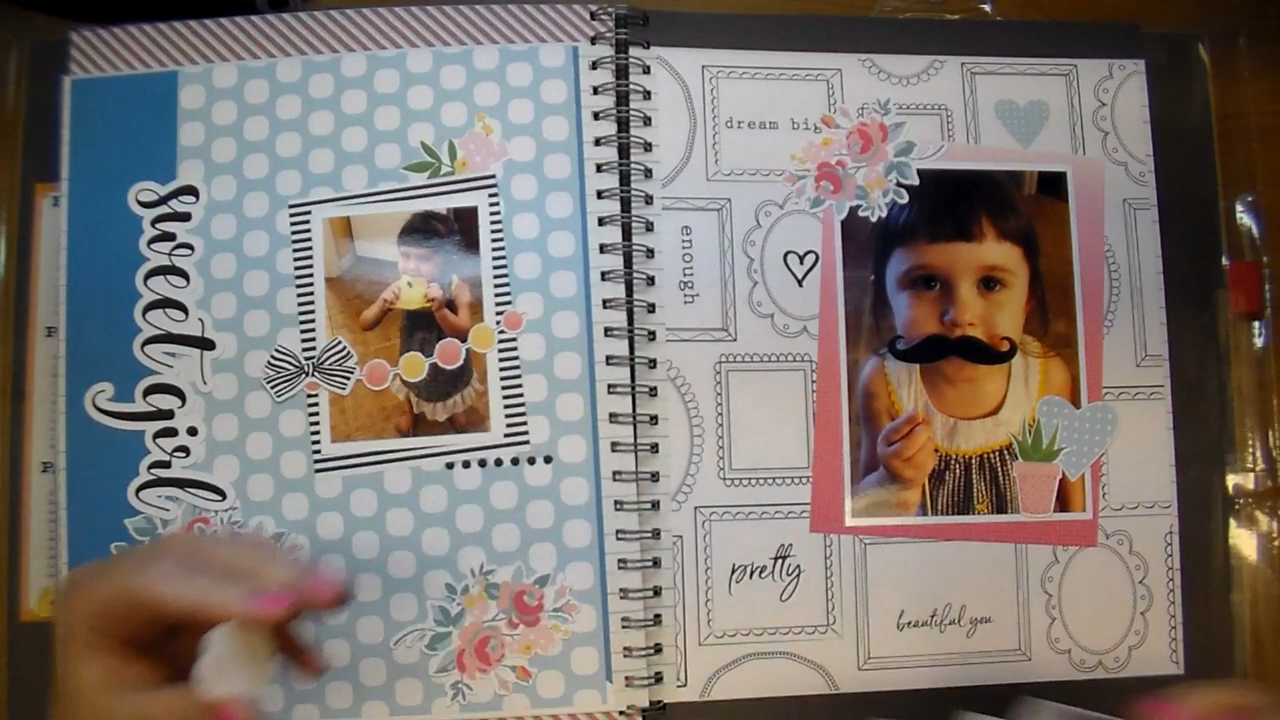 sweet girl
dream big
enough
pretty
beautiful you